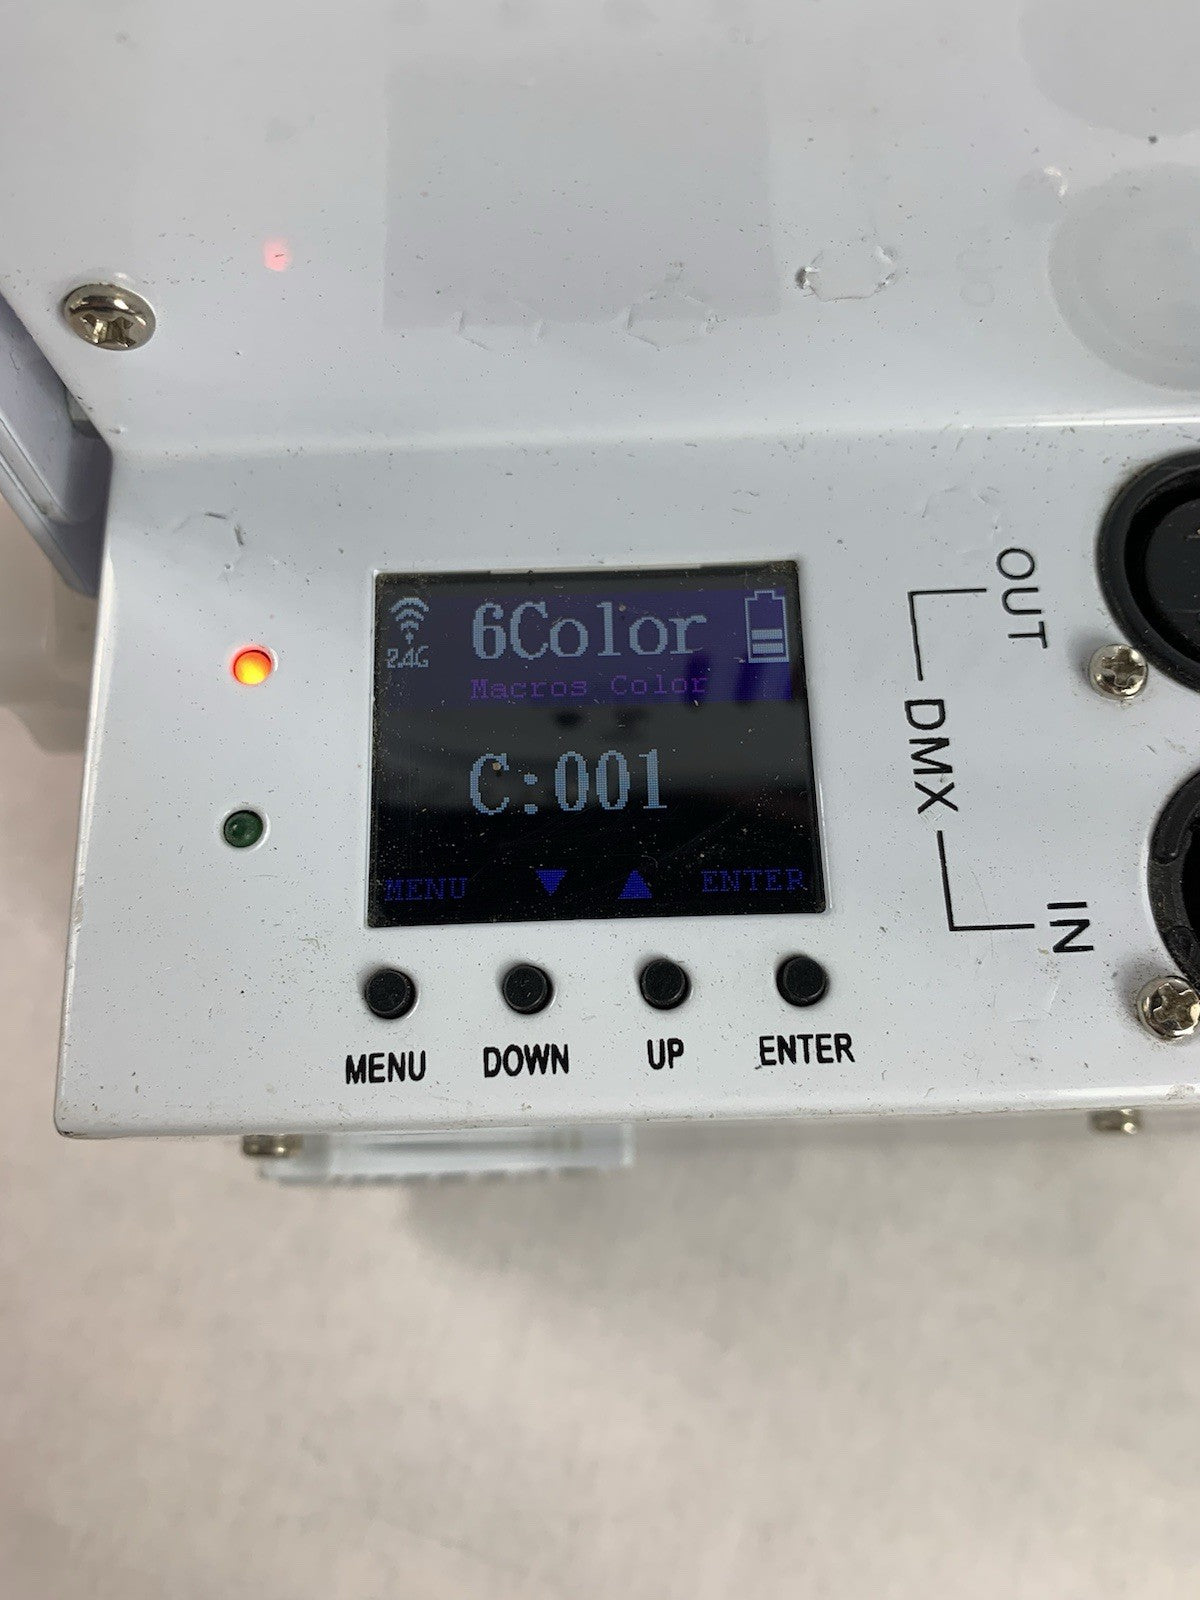 2.4G
6Color
Macros Color
C:001
MENU ▼ ▲ ENTER
MENU DOWN UP ENTER
OUT
DMX
IN